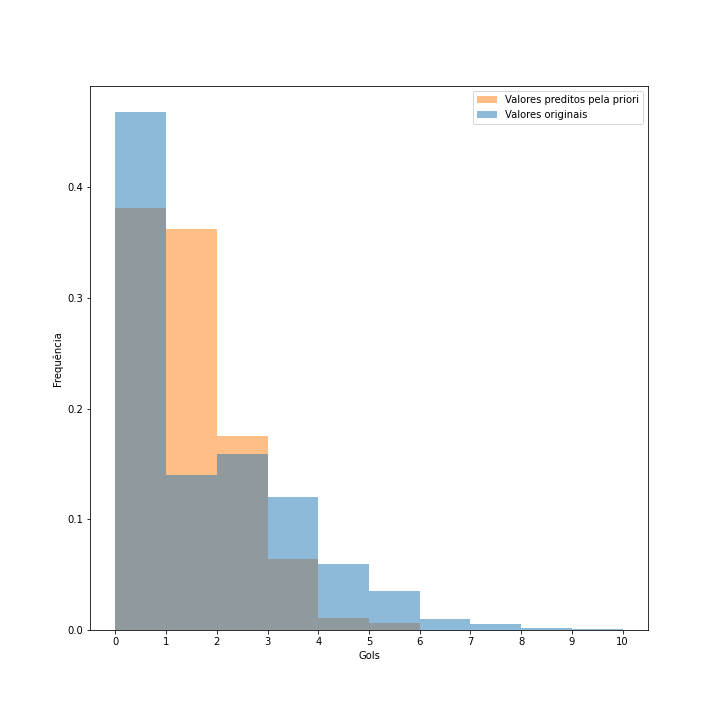 Valores preditos pela priori
Valores originais
Frequência
0.4
0.3
0.2
0.1
0.0
0 1 2 3 4 5 6 7 8 9 10
Gols